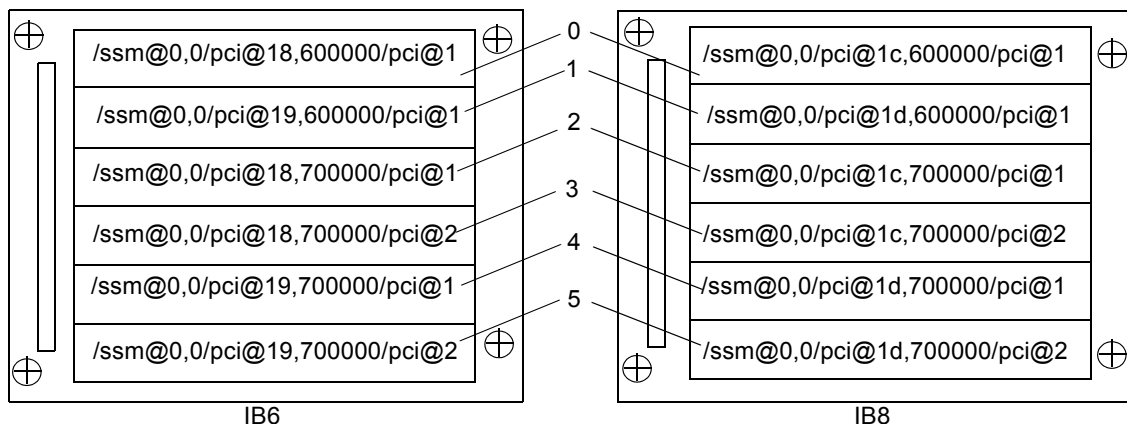 /ssm@0,0/pci@18,600000/pci@1
/ssm@0,0/pci@19,600000/pci@1
/ssm@0,0/pci@18,700000/pci@1
/ssm@0,0/pci@18,700000/pci@2
/ssm@0,0/pci@19,700000/pci@1
/ssm@0,0/pci@19,700000/pci@2
IB6
0
1
2
3
4
5
/ssm@0,0/pci@1c,600000/pci@1
/ssm@0,0/pci@1d,600000/pci@1
/ssm@0,0/pci@1c,700000/pci@1
/ssm@0,0/pci@1c,700000/pci@2
/ssm@0,0/pci@1d,700000/pci@1
/ssm@0,0/pci@1d,700000/pci@2
IB8